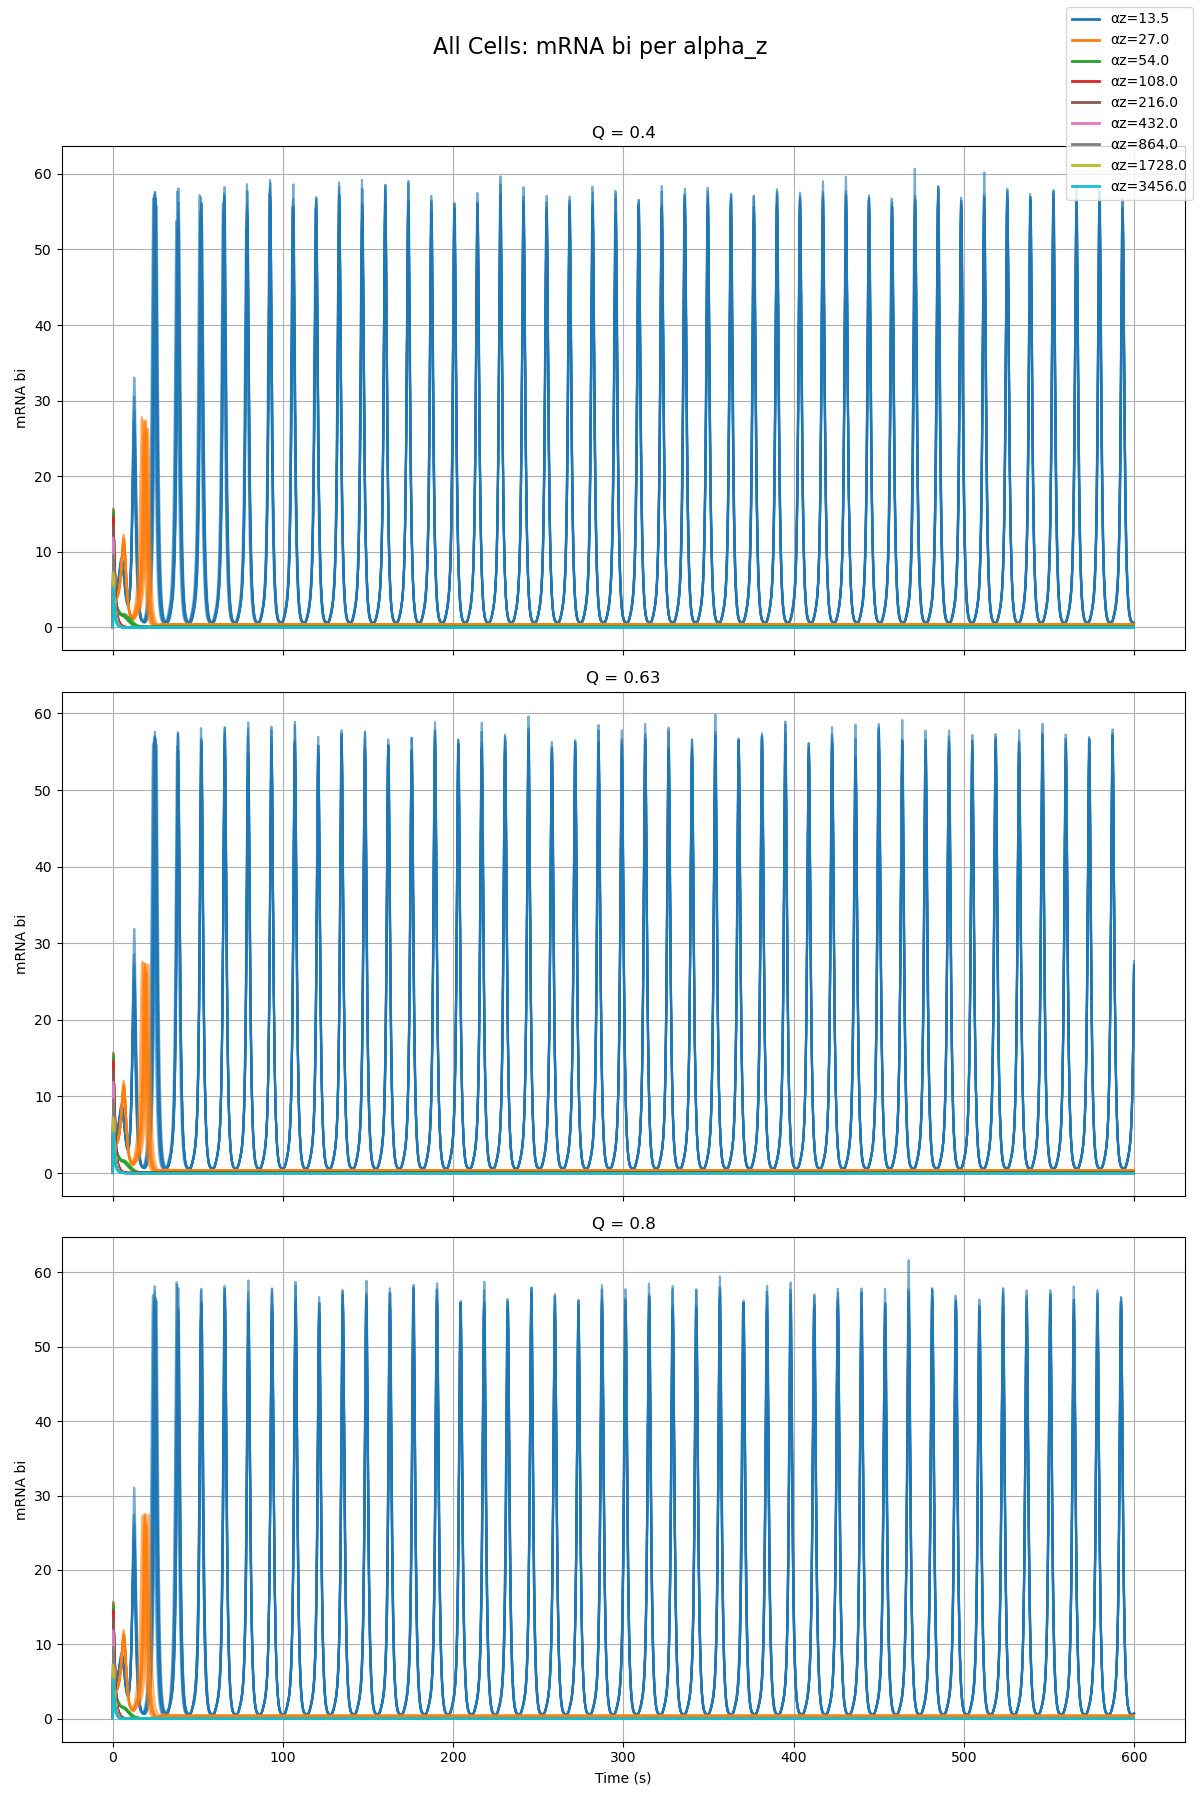 All Cells: mRNA bi per alpha_z
αz=13.5
αz=27.0
αz=54.0
αz=108.0
αz=216.0
αz=432.0
αz=864.0
αz=1728.0
αz=3456.0
Q = 0.4
60
50
40
30
20
10
0
mRNA bi
Q = 0.63
60
50
40
30
20
10
0
mRNA bi
Q = 0.8
60
50
40
30
20
10
0
mRNA bi
0 100 200 300 400 500 600
Time (s)